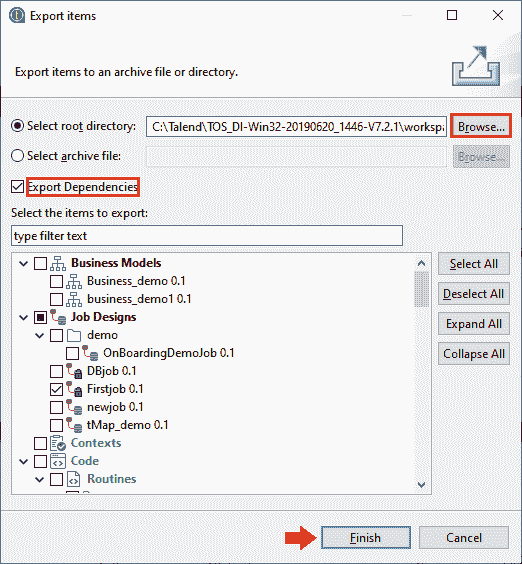 Export items
Export items to an archive file or directory.
Select root directory: C:\Talend\TOS_DI-Win32-20190620_1446-V7.2.1\workspa Browse...
Select archive file: Browse...
Export Dependencies
Select the items to export:
type filter text
Business Models
Business_demo 0.1
business_demo1 0.1
Job Designs
demo
OnBoardingDemoJob 0.1
DBjob 0.1
Firstjob 0.1
newjob 0.1
tMap_demo 0.1
Contexts
Code
Routines
Select All
Deselect All
Expand All
Collapse All
Finish
Cancel